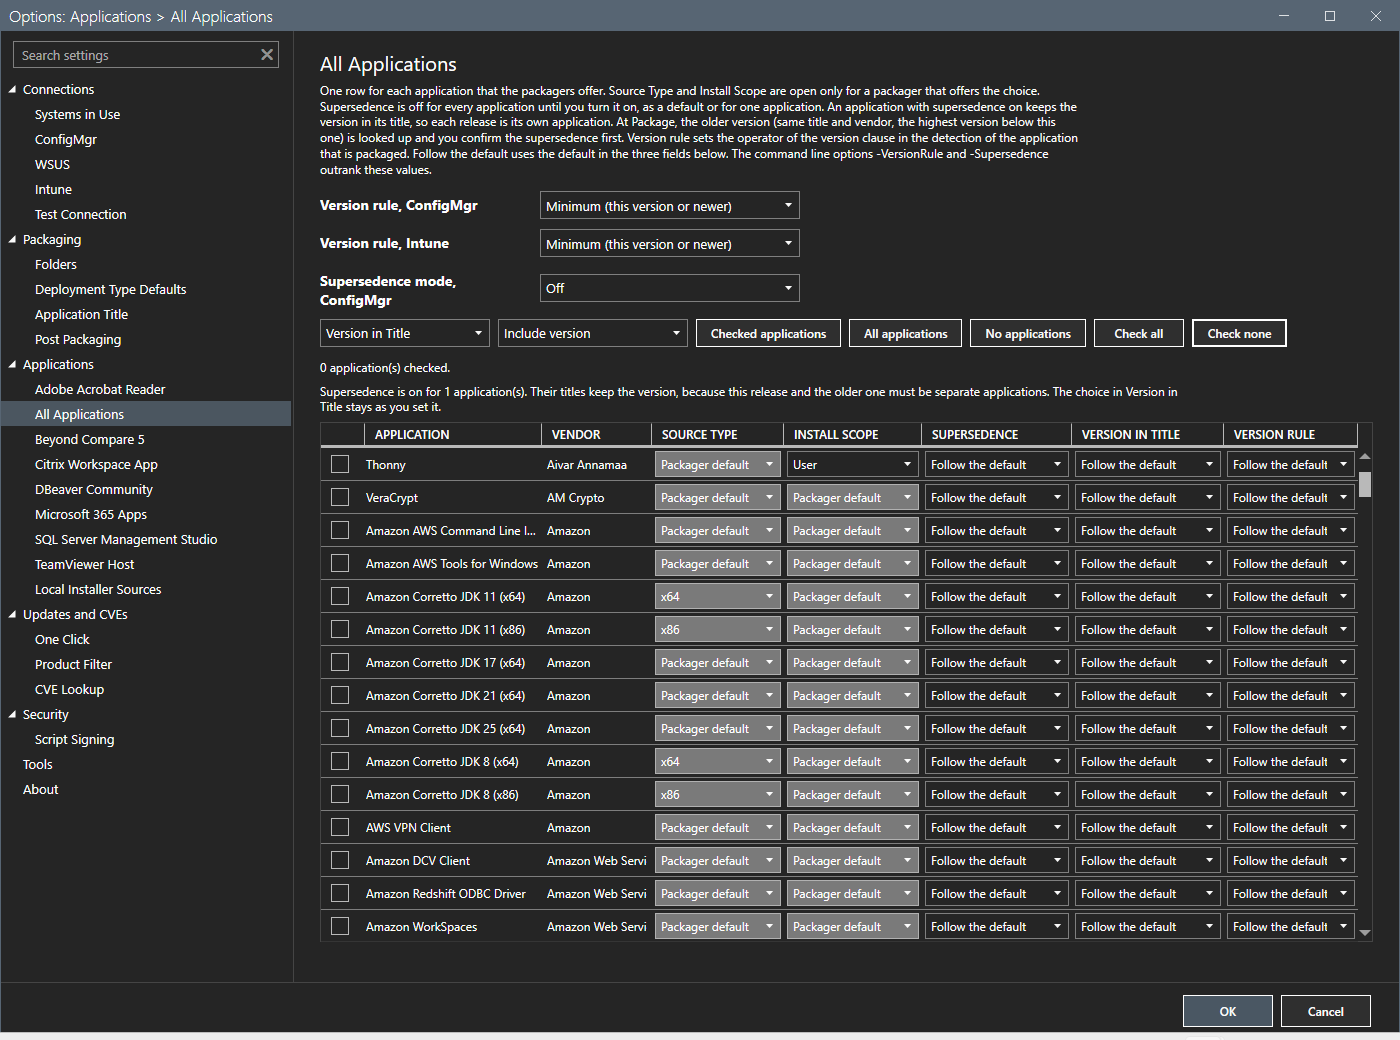 Options: Applications > All Applications
Search settings
Connections
Systems in Use
ConfigMgr
WSUS
Intune
Test Connection
Packaging
Folders
Deployment Type Defaults
Application Title
Post Packaging
Applications
Adobe Acrobat Reader
All Applications
Beyond Compare 5
Citrix Workspace App
DBeaver Community
Microsoft 365 Apps
SQL Server Management Studio
TeamViewer Host
Local Installer Sources
Updates and CVEs
One Click
Product Filter
CVE Lookup
Security
Script Signing
Tools
About
All Applications
One row for each application that the packagers offer. Source Type and Install Scope are open only for a packager that offers the choice.
Supersedence is off for every application until you turn it on, as a default or for one application. An application with supersedence on keeps the
version in its title, so each release is its own application. At Package, the older version (same title and vendor, the highest version below this
one) is looked up and you confirm the supersedence first. Version rule sets the operator of the version clause in the detection of the application
that is packaged. Follow the default uses the default in the three fields below. The command line options -VersionRule and -Supersedence
outrank these values.
Version rule, ConfigMgr Minimum (this version or newer)
Version rule, Intune Minimum (this version or newer)
Supersedence mode,
ConfigMgr Off
Version in Title Include version Checked applications All applications No applications Check all Check none
0 application(s) checked.
Supersedence is on for 1 application(s). Their titles keep the version, because this release and the older one must be separate applications. The choice in Version in
Title stays as you set it.
APPLICATION VENDOR SOURCE TYPE INSTALL SCOPE SUPERSEDENCE VERSION IN TITLE VERSION RULE
Thonny Aivar Annamaa Packager default User Follow the default Follow the default Follow the default
VeraCrypt AM Crypto Packager default Packager default Follow the default Follow the default Follow the default
Amazon AWS Command Line I... Amazon Packager default Packager default Follow the default Follow the default Follow the default
Amazon AWS Tools for Windows Amazon Packager default Packager default Follow the default Follow the default Follow the default
Amazon Corretto JDK 11 (x64) Amazon x64 Packager default Follow the default Follow the default Follow the default
Amazon Corretto JDK 11 (x86) Amazon x86 Packager default Follow the default Follow the default Follow the default
Amazon Corretto JDK 17 (x64) Amazon Packager default Packager default Follow the default Follow the default Follow the default
Amazon Corretto JDK 21 (x64) Amazon Packager default Packager default Follow the default Follow the default Follow the default
Amazon Corretto JDK 25 (x64) Amazon Packager default Packager default Follow the default Follow the default Follow the default
Amazon Corretto JDK 8 (x64) Amazon x64 Packager default Follow the default Follow the default Follow the default
Amazon Corretto JDK 8 (x86) Amazon x86 Packager default Follow the default Follow the default Follow the default
AWS VPN Client Amazon Packager default Packager default Follow the default Follow the default Follow the default
Amazon DCV Client Amazon Web Servi Packager default Packager default Follow the default Follow the default Follow the default
Amazon Redshift ODBC Driver Amazon Web Servi Packager default Packager default Follow the default Follow the default Follow the default
Amazon WorkSpaces Amazon Web Servi Packager default Packager default Follow the default Follow the default Follow the default
OK Cancel